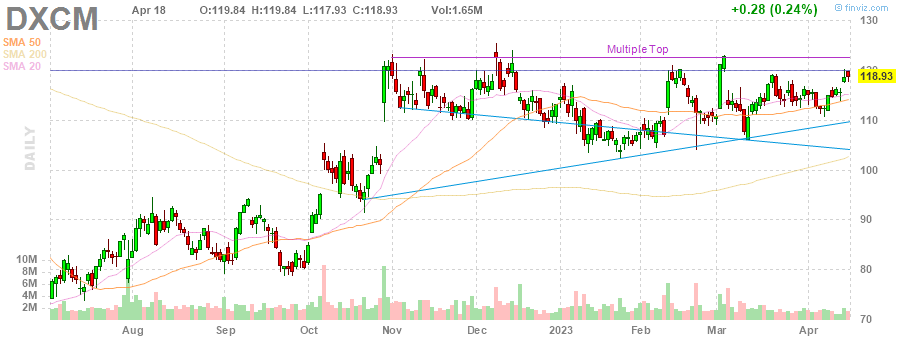 DXCM Apr 18 O:119.84 H:119.84 L:117.93 C:118.93 Vol:1.65M +0.28 (0.24%)
© finviz.com
SMA 50
SMA 200
SMA 20
Multiple Top
DAILY
130
120
118.93
110
100
90
80
70
10M
8M
6M
4M
2M
Aug Sep Oct Nov Dec 2023 Feb Mar Apr